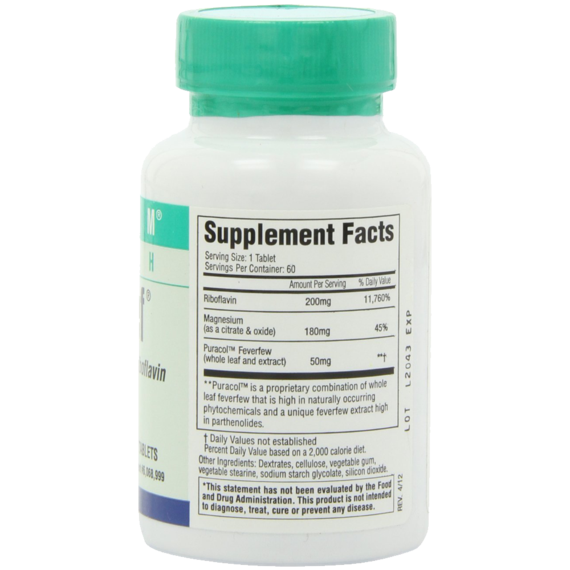 M®
H
f®
boflavin
TABLETS
Supplement Facts
Serving Size: 1 Tablet
Servings Per Container: 60
Amount Per Serving % Daily Value
Riboflavin 200mg 11,760%
Magnesium
(as a citrate & oxide) 180mg 45%
Puracol™ Feverfew
(whole leaf and extract) 50mg **†
**Puracol™ is a proprietary combination of whole
leaf feverfew that is high in naturally occurring
phytochemicals and a unique feverfew extract high
in parthenolides.
† Daily Values not established
Percent Daily Value based on a 2,000 calorie diet.
Other Ingredients: Dextrates, cellulose, vegetable gum,
vegetable stearine, sodium starch glycolate, silicon dioxide.
*This statement has not been evaluated by the Food
and Drug Administration. This product is not intended
to diagnose, treat, cure or prevent any disease.
REV. 4/12
LOT L2043 EXP